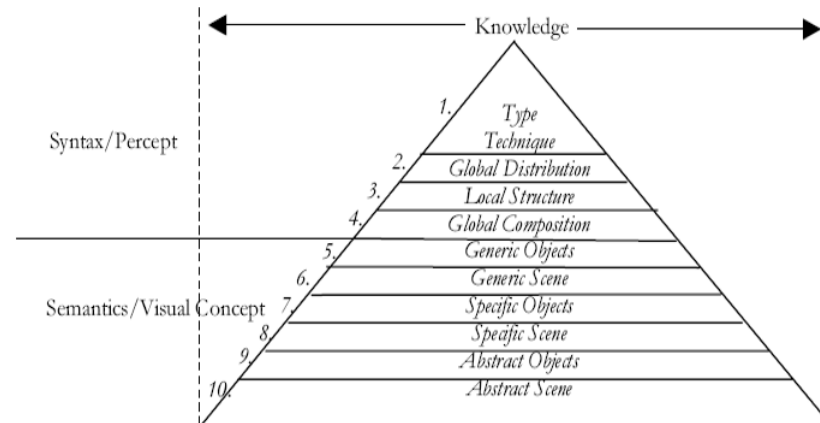 Knowledge
1. Type
Technique
Syntax/Percept
2. Global Distribution
3. Local Structure
4. Global Composition
5. Generic Objects
6. Generic Scene
Semantics/Visual Concept
7. Specific Objects
8. Specific Scene
9. Abstract Objects
10. Abstract Scene